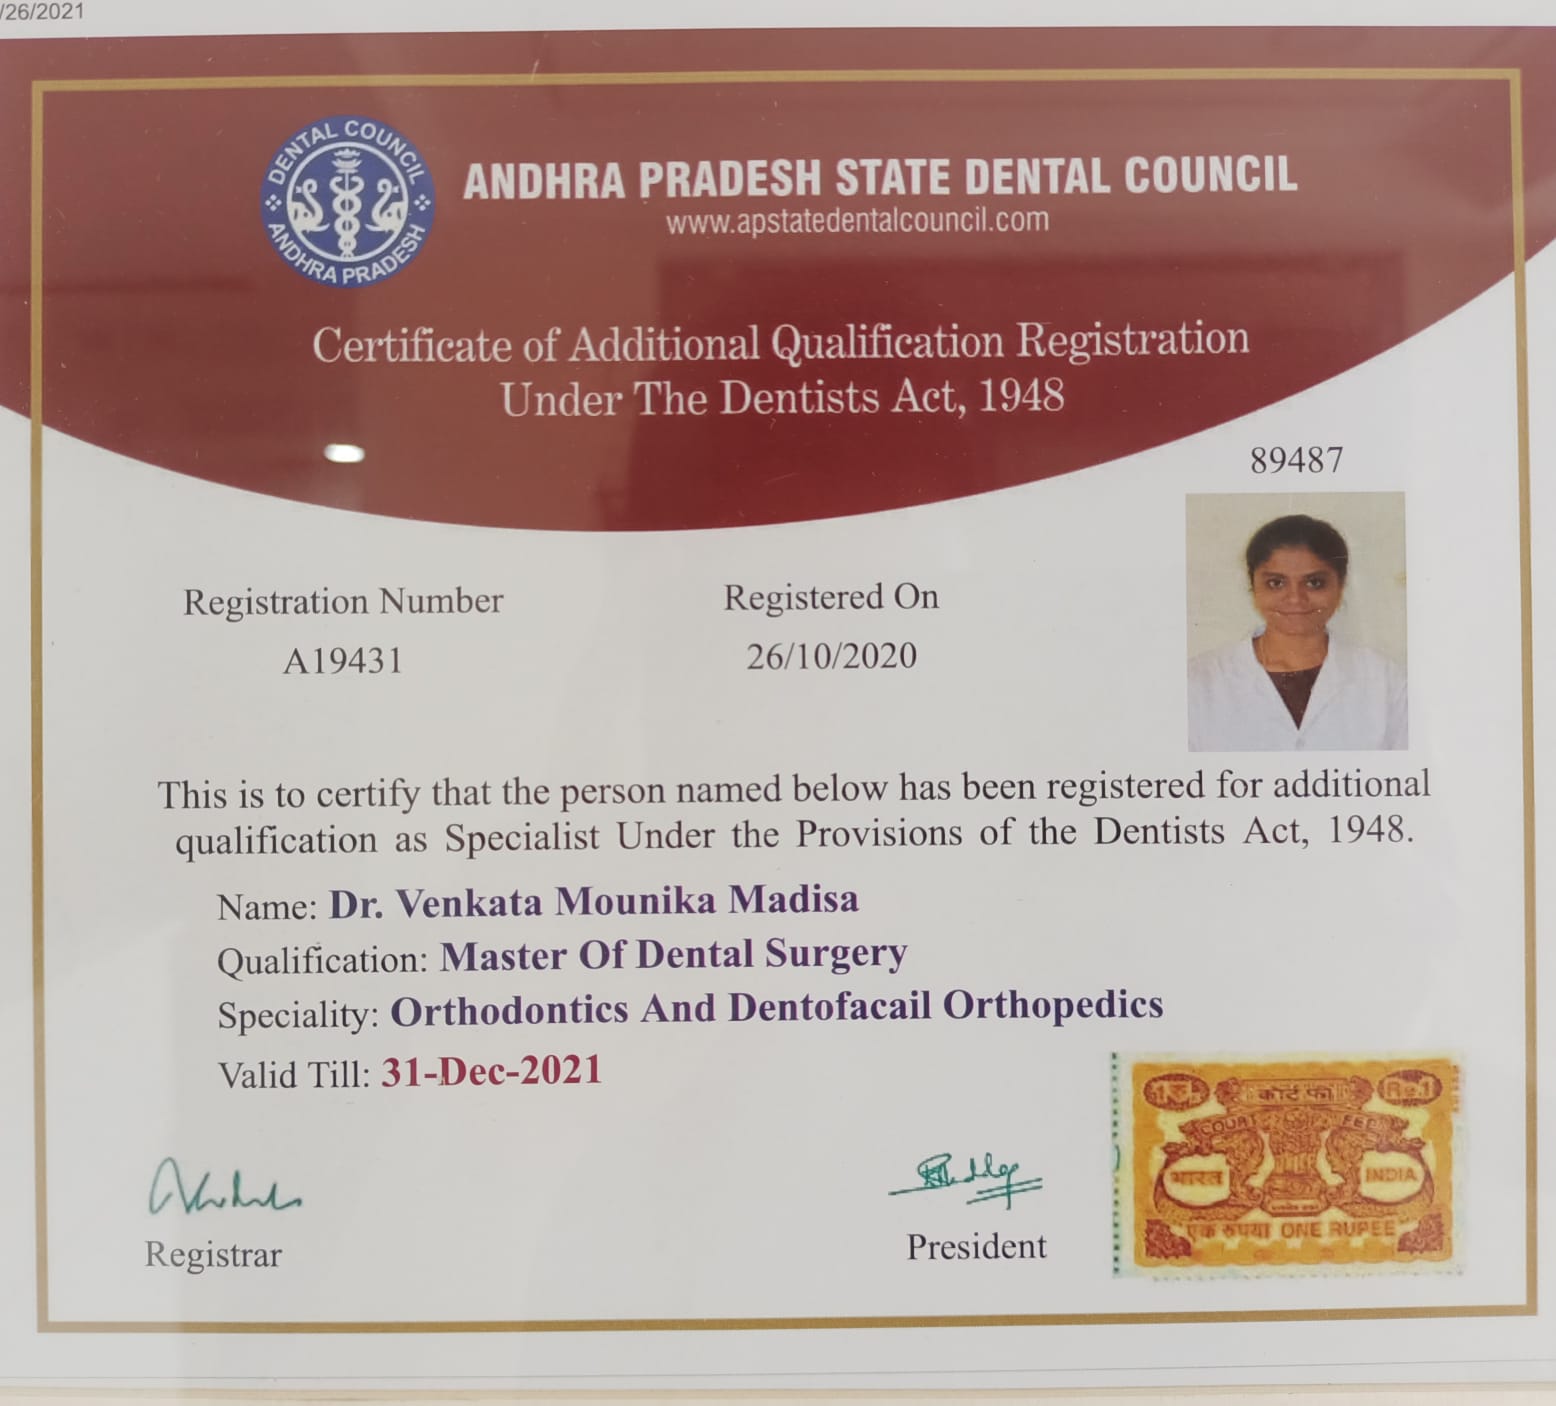 /26/2021
DENTAL COUNCIL
ANDHRA PRADESH
ANDHRA PRADESH STATE DENTAL COUNCIL
www.apstatedentalcouncil.com
Certificate of Additional Qualification Registration
Under The Dentists Act, 1948
89487
Registration Number
Registered On
A19431
26/10/2020
This is to certify that the person named below has been registered for additional
qualification as Specialist Under the Provisions of the Dentists Act, 1948.
Name: Dr. Venkata Mounika Madisa
Qualification: Master Of Dental Surgery
Speciality: Orthodontics And Dentofacail Orthopedics
Valid Till: 31-Dec-2021
Registrar
President
1रु. कोर्ट फी Re.1
COURT FEE
भारत INDIA
एक रुपया ONE RUPEE